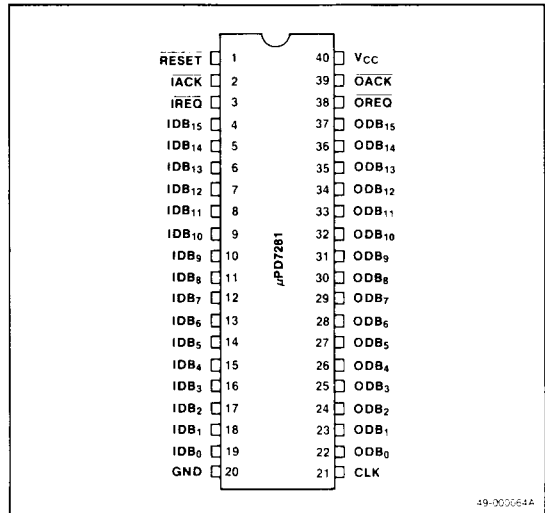 RESET 1 40 VCC
IACK 2 39 OACK
IREQ 3 38 OREQ
IDB15 4 37 ODB15
IDB14 5 36 ODB14
IDB13 6 35 ODB13
IDB12 7 34 ODB12
IDB11 8 33 ODB11
IDB10 9 32 ODB10
IDB9 10 31 ODB9
IDB8 11 30 ODB8
IDB7 12 29 ODB7
IDB6 13 28 ODB6
IDB5 14 27 ODB5
IDB4 15 26 ODB4
IDB3 16 25 ODB3
IDB2 17 24 ODB2
IDB1 18 23 ODB1
IDB0 19 22 ODB0
GND 20 21 CLK
μPD7281
49-000064A